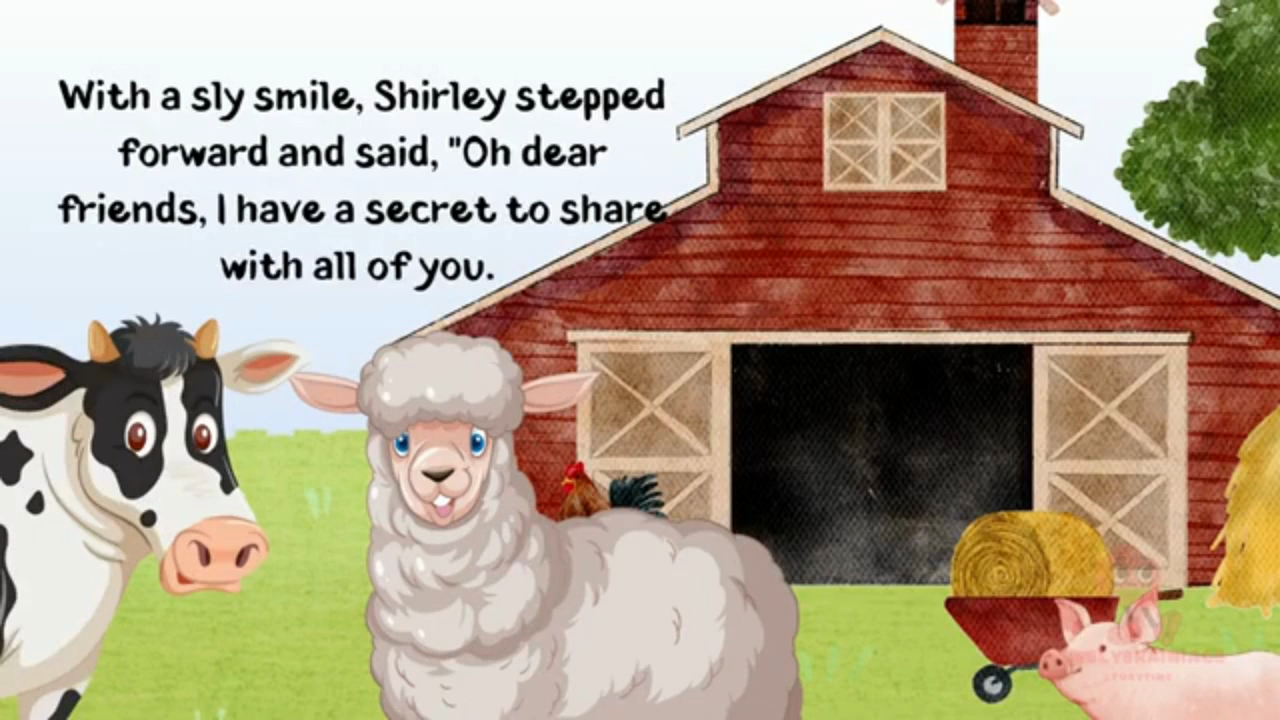 With a sly smile, Shirley stepped
forward and said, "Oh dear
friends, I have a secret to share
with all of you.